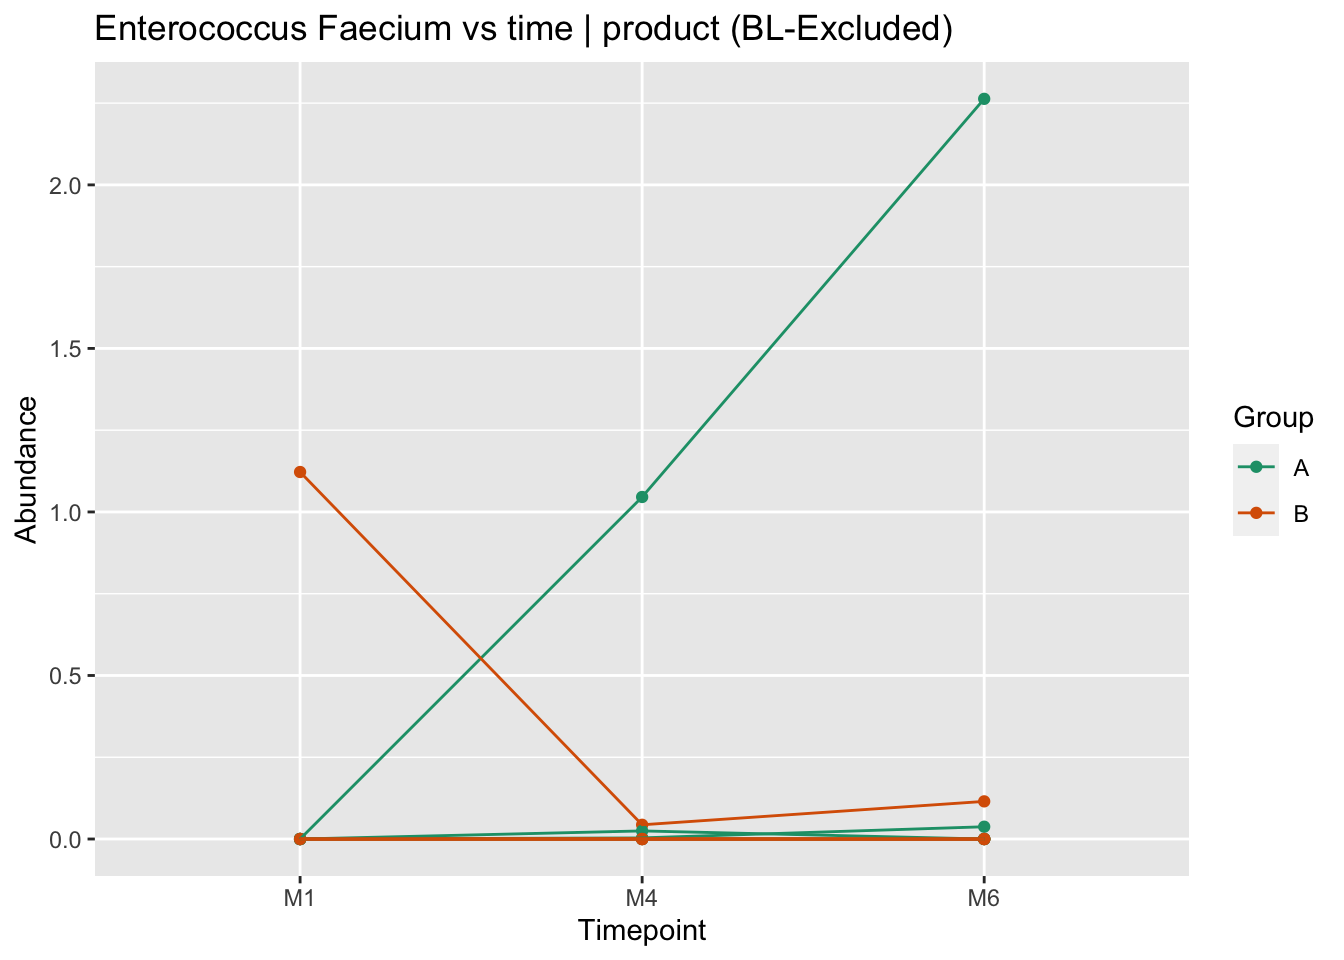 Enterococcus Faecium vs time | product (BL-Excluded)
2.0
1.5
1.0
0.5
0.0
Abundance
M1 M4 M6
Timepoint
Group
A
B